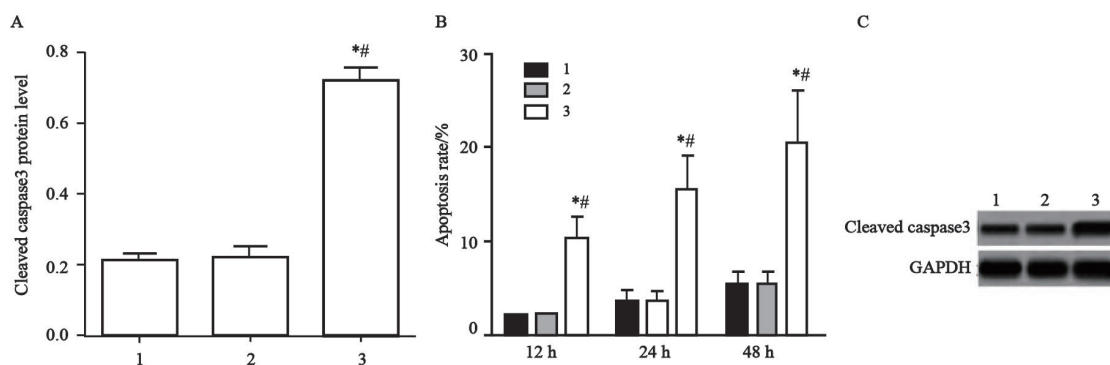 A
Cleaved caspase3 protein level
0.8
0.6
0.4
0.2
0.0
*#
1 2 3
B
Apoptosis rate/%
30
20
10
0
1
2
3
*#
*#
*#
12 h 24 h 48 h
C
1 2 3
Cleaved caspase3
GAPDH